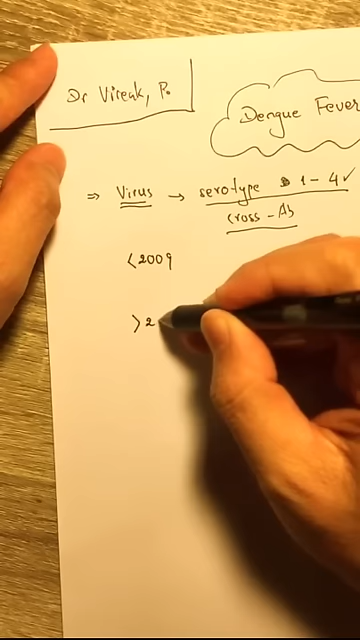 Dr Vireak, P.
Dengue Fever
⇒ Virus → serotype 1 - 4 ✓
cross - Ab
< 2009
> 2